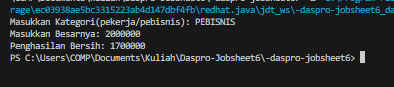 rage\ec03938ae5bc3315223ab4d147dbf4fb\redhat.java\jdt_ws\-daspro-jobsheet6_da
Masukkan Kategori(pekerja/pebisnis): PEBISNIS
Masukkan Besarnya: 2000000
Penghasilan Bersih: 1700000
PS C:\Users\COMP\Documents\Kuliah\Daspro-Jobsheet6\-daspro-jobsheet6>